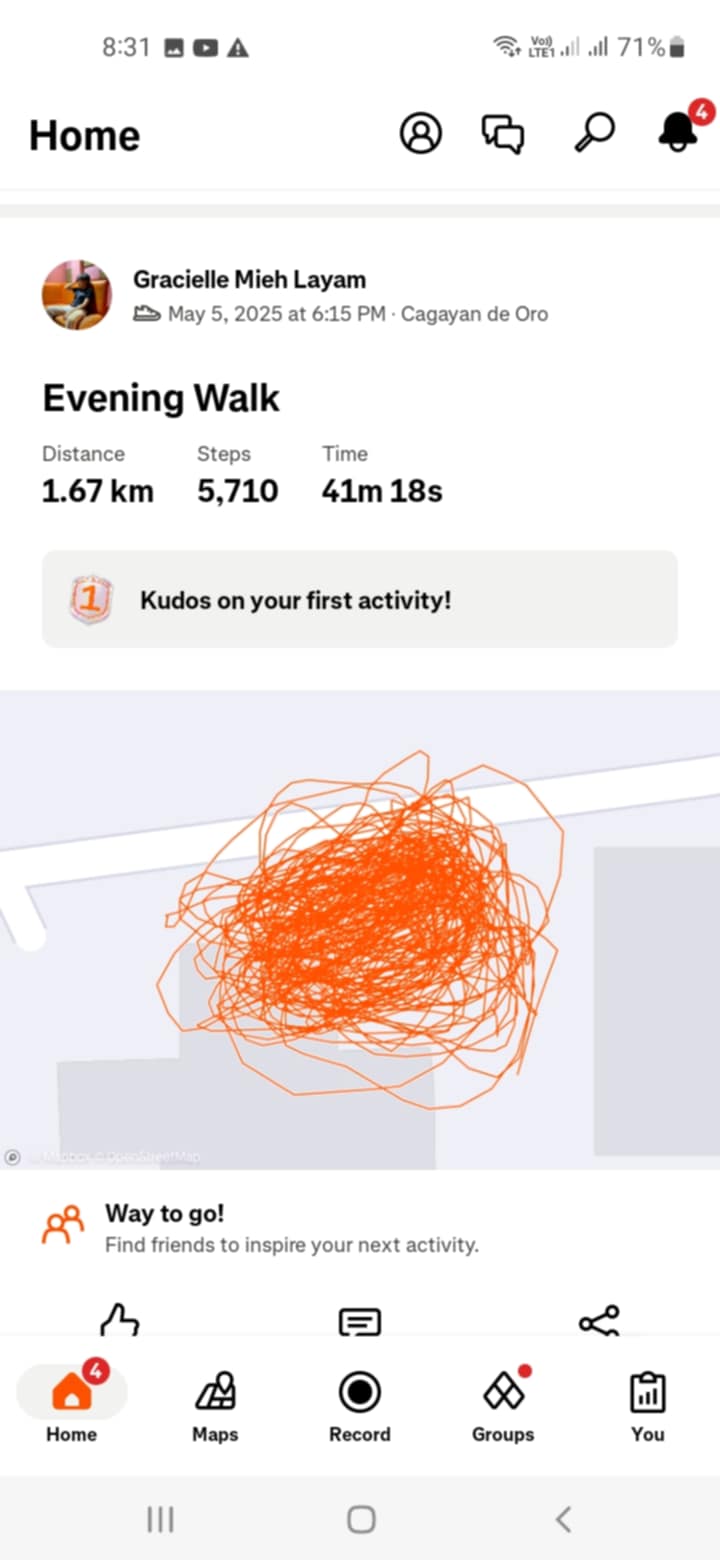 8:31 Vo) LTE1 71%
Home 4
Gracielle Mieh Layam
May 5, 2025 at 6:15 PM · Cagayan de Oro
Evening Walk
Distance Steps Time
1.67 km 5,710 41m 18s
1 Kudos on your first activity!
Mapbox © OpenStreetMap
Way to go!
Find friends to inspire your next activity.
4
Home Maps Record Groups You